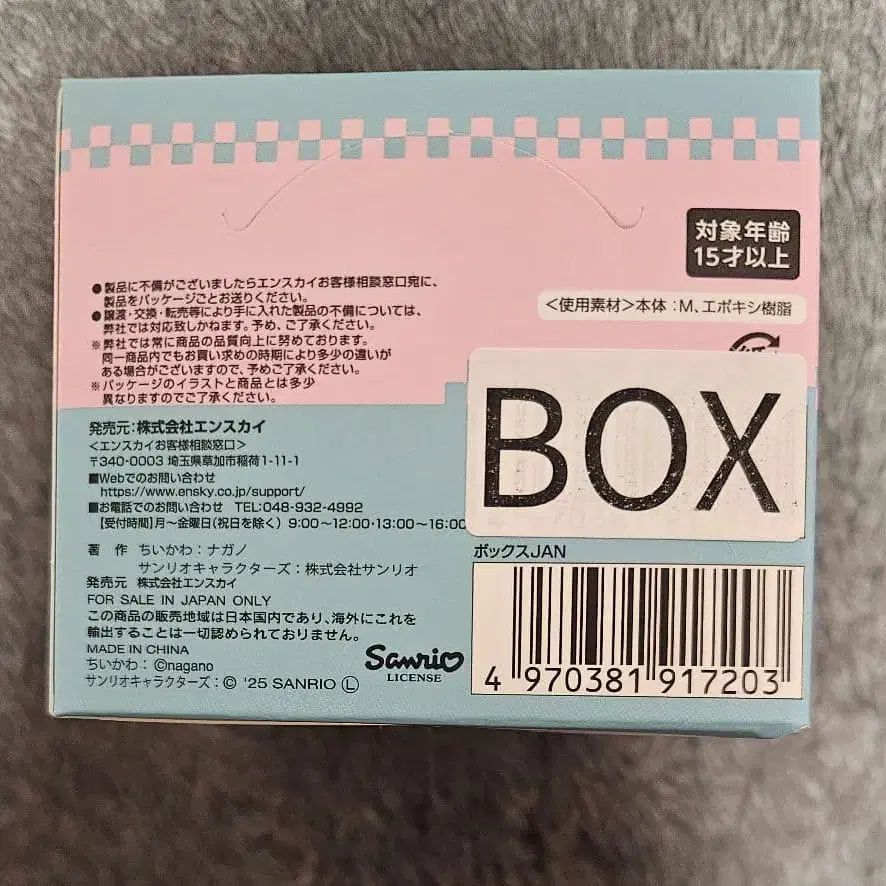 対象年齢
15才以上
●製品に不備がございましたらエンスカイお客様相談窓口宛に、
製品をパッケージごとお送りください。
●譲渡・交換・転売等により手に入れた製品の不備については、
弊社では対応致しかねます。予め、ご了承ください。
※弊社では常に商品の品質向上に努めております。
同一商品内でもお買い求めの時期により多少の違いが
ある場合がございますので、予めご了承ください。
※パッケージのイラストと商品とは多少
異なりますのでご了承ください。
<使用素材>本体:M、エポキシ樹脂
BOX
発売元:株式会社エンスカイ
<エンスカイお客様相談窓口>
〒340-0003 埼玉県草加市稲荷1-11-1
■Webでのお問い合わせ
https://www.ensky.co.jp/support/
■お電話でのお問い合わせ TEL:048-932-4992
【受付時間】月~金曜日(祝日を除く) 9:00~12:00・13:00~16:00
著 作 ちいかわ:ナガノ
サンリオキャラクターズ:株式会社サンリオ
発売元 株式会社エンスカイ
FOR SALE IN JAPAN ONLY
この商品の販売地域は日本国内であり、海外にこれを
輸出することは一切認められておりません。
MADE IN CHINA
ちいかわ:©nagano
サンリオキャラクターズ:© '25 SANRIO Ⓛ
Sanrio
LICENSE
ボックスJAN
4 970381 917203